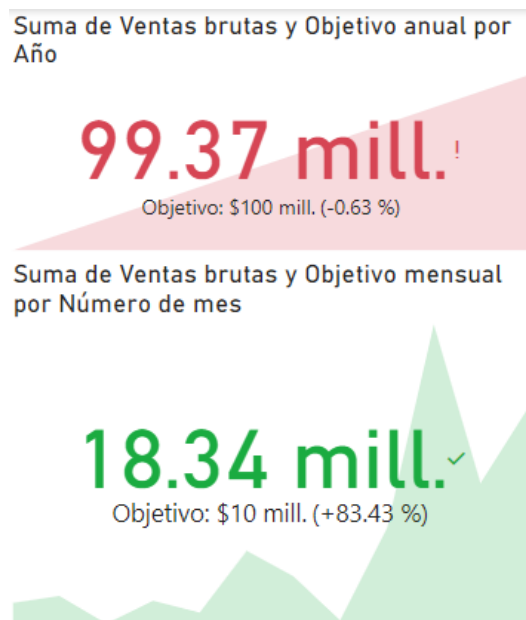 Suma de Ventas brutas y Objetivo anual por
Año
99.37 mill.!
Objetivo: $100 mill. (-0.63 %)
Suma de Ventas brutas y Objetivo mensual
por Número de mes
18.34 mill.✓
Objetivo: $10 mill. (+83.43 %)